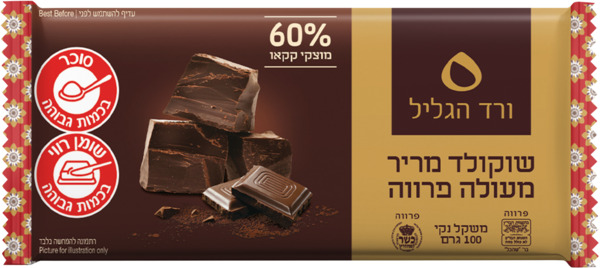 Best Before | עדיף להשתמש לפני
60%
מוצקי קקאו
סוכר
בכמות גבוהה
שומן רווי
בכמות גבוהה
ורד הגליל
שוקולד מריר
מעולה פרווה
משקל נקי
100 גרם
פרווה
כשר
פרווה
התמונה להמחשה בלבד
Picture for illustration only